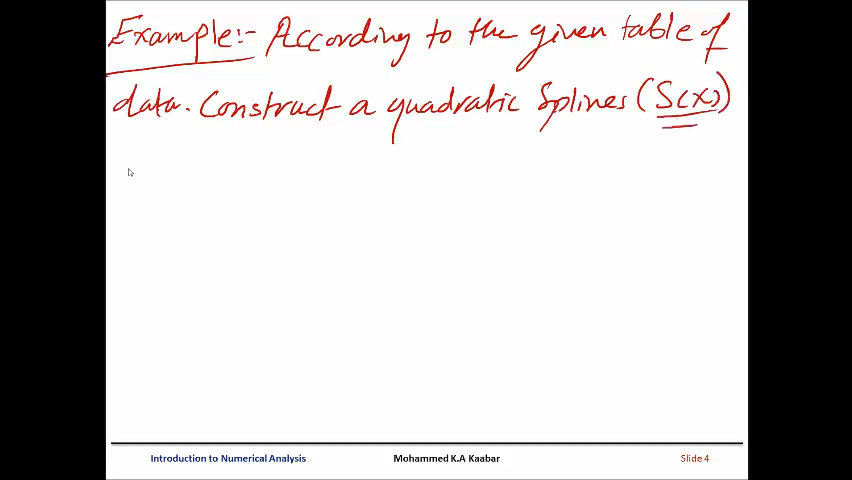 Example:- According to the given table of
data. Construct a quadratic Splines (S(x))
Introduction to Numerical Analysis Mohammed K.A Kaabar Slide 4